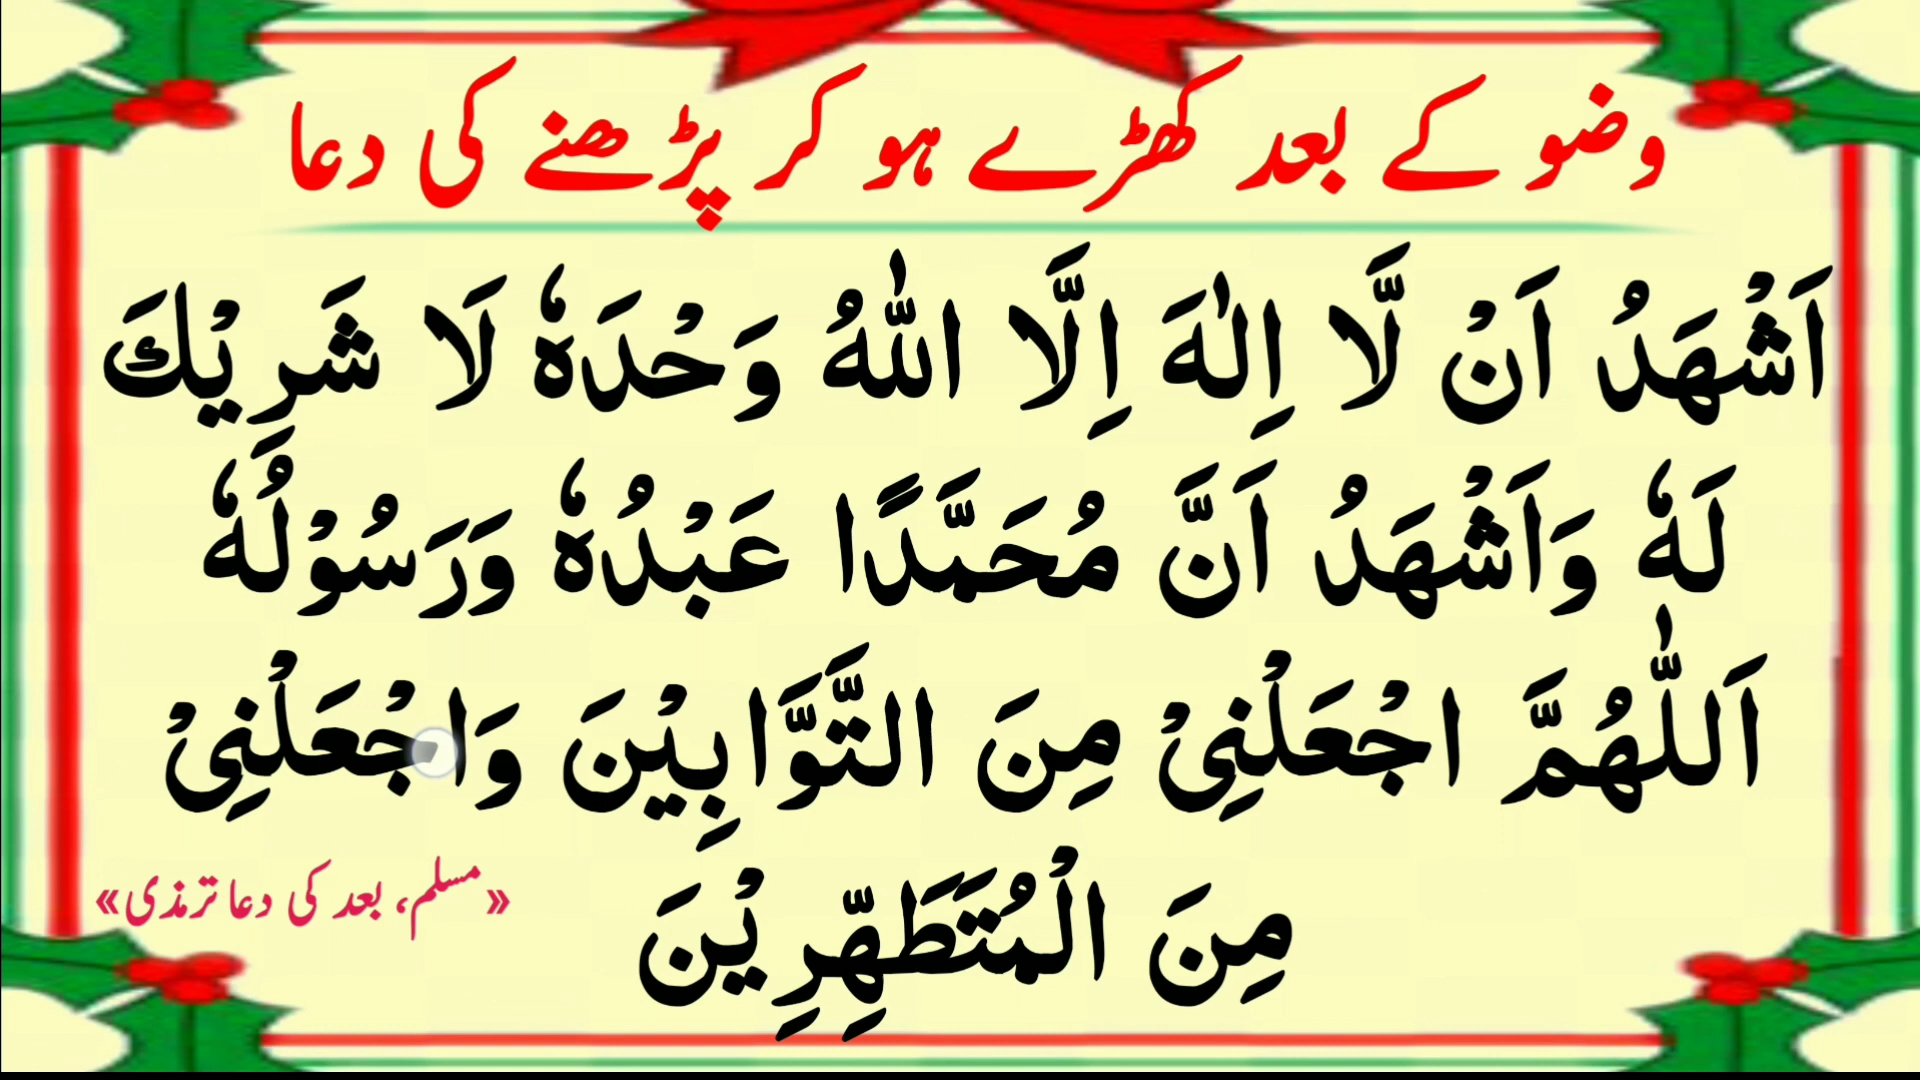 وضو کے بعد کھڑے ہو کر پڑھنے کی دعا
اَشْهَدُ اَنْ لَّا اِلٰهَ اِلَّا اللّٰهُ وَحْدَهٗ لَا شَرِيْكَ
لَهٗ وَاَشْهَدُ اَنَّ مُحَمَّدًا عَبْدُهٗ وَرَسُوْلُهٗ
اَللّٰهُمَّ اجْعَلْنِيْ مِنَ التَّوَّابِيْنَ وَاجْعَلْنِيْ
مِنَ الْمُتَطَهِّرِيْنَ
«مسلم، بعد کی دعا ترمذی»